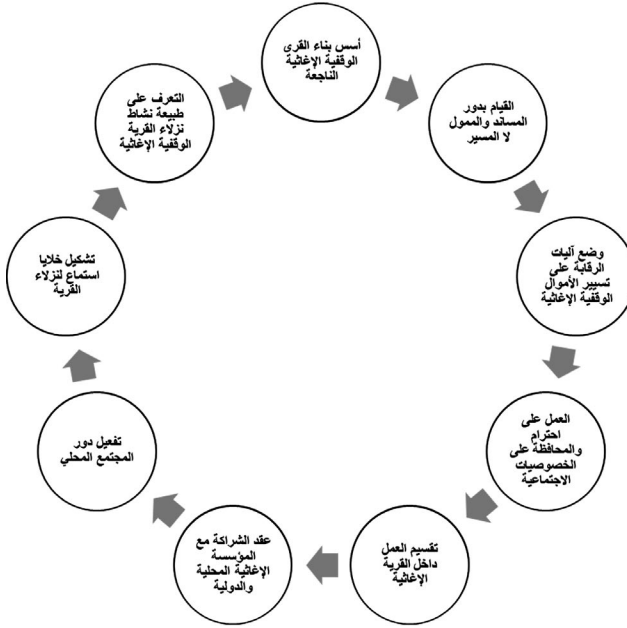 أسس بناء القرى
الوقفية الإغاثية
الناجعة
القيام بدور
المساند والممول
لا المسير
وضع آليات
الرقابة على
تسيير الأموال
الوقفية الإغاثية
العمل على
احترام
والمحافظة على
الخصوصيات
الاجتماعية
تقسيم العمل
داخل القرية
الإغاثية
عقد الشراكة مع
المؤسسة
الإغاثية المحلية
والدولية
تفعيل دور
المجتمع المحلي
تشكيل خلايا
استماع لنزلاء
القرية
التعرف على
طبيعة نشاط
نزلاء القرية
الوقفية الإغاثية